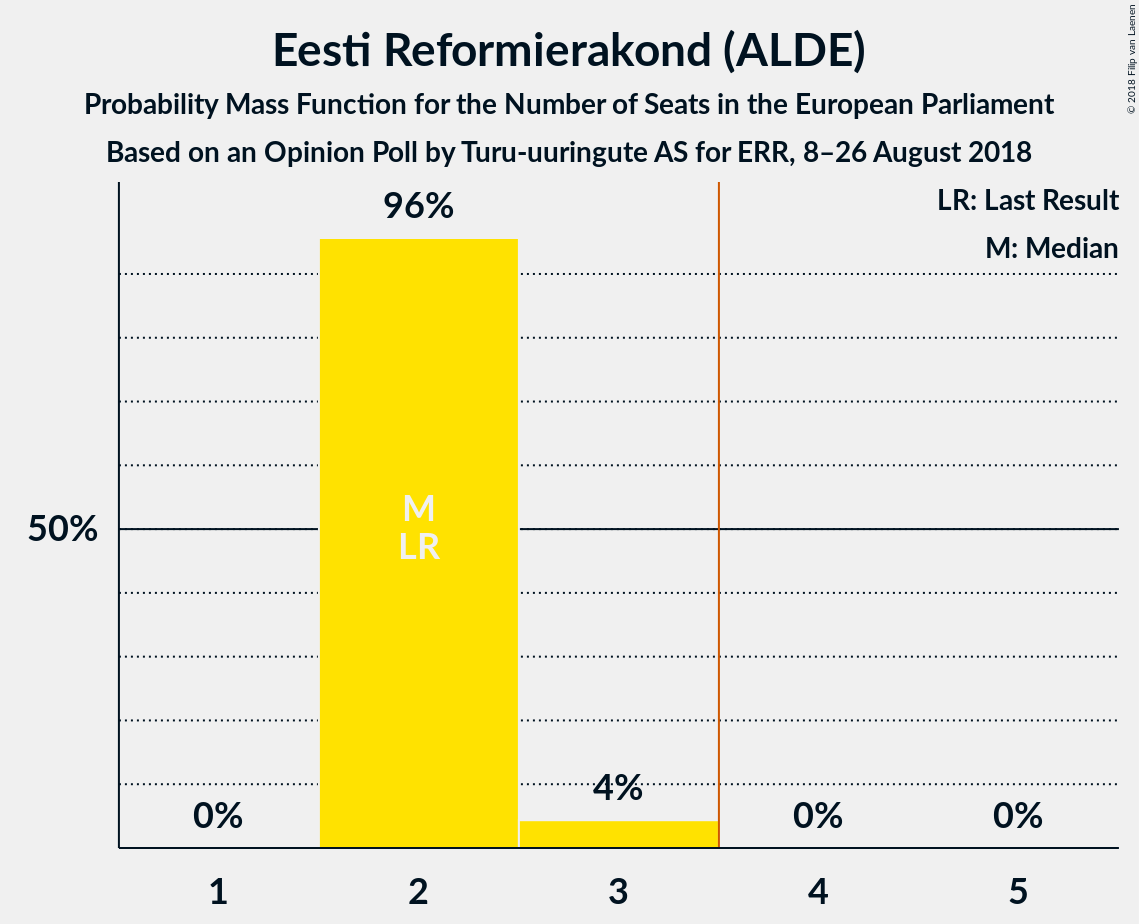 Eesti Reformierakond (ALDE)
Probability Mass Function for the Number of Seats in the European Parliament
Based on an Opinion Poll by Turu-uuringute AS for ERR, 8–26 August 2018
© 2018 Filip van Laenen
LR: Last Result
M: Median
96%
M
LR
50%
4%
0%
0%
0%
1
2
3
4
5